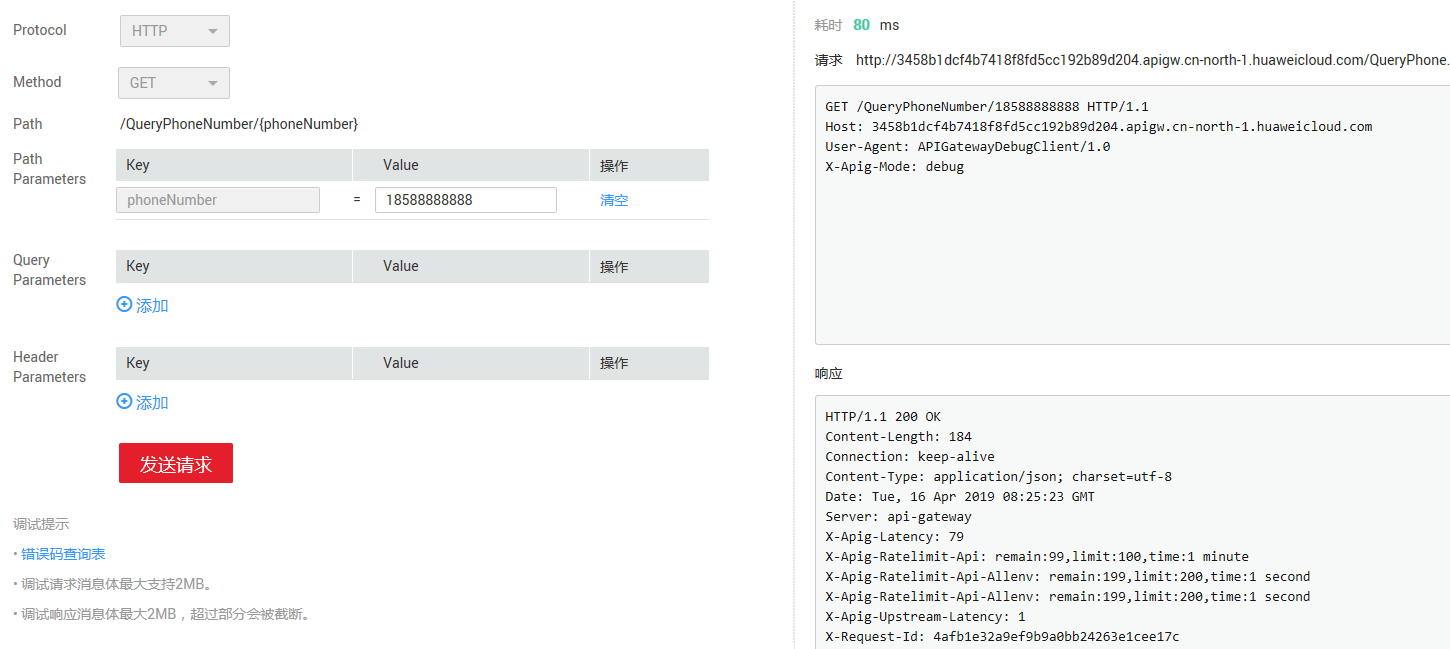 Protocol
HTTP
Method
GET
Path
/QueryPhoneNumber/{phoneNumber}
Path Parameters
Key Value 操作
phoneNumber = 18588888888 清空
Query Parameters
Key Value 操作
添加
Header Parameters
Key Value 操作
添加
发送请求
调试提示
• 错误码查询表
• 调试请求消息体最大支持2MB。
• 调试响应消息体最大2MB，超过部分会被截断。
耗时 80 ms
请求 http://3458b1dcf4b7418f8fd5cc192b89d204.apigw.cn-north-1.huaweicloud.com/QueryPhone.
GET /QueryPhoneNumber/18588888888 HTTP/1.1
Host: 3458b1dcf4b7418f8fd5cc192b89d204.apigw.cn-north-1.huaweicloud.com
User-Agent: APIGatewayDebugClient/1.0
X-Apig-Mode: debug
响应
HTTP/1.1 200 OK
Content-Length: 184
Connection: keep-alive
Content-Type: application/json; charset=utf-8
Date: Tue, 16 Apr 2019 08:25:23 GMT
Server: api-gateway
X-Apig-Latency: 79
X-Apig-Ratelimit-Api: remain:99,limit:100,time:1 minute
X-Apig-Ratelimit-Api-Allenv: remain:199,limit:200,time:1 second
X-Apig-Ratelimit-Api-Allenv: remain:199,limit:200,time:1 second
X-Apig-Upstream-Latency: 1
X-Request-Id: 4afb1e32a9ef9b9a0bb24263e1cee17c